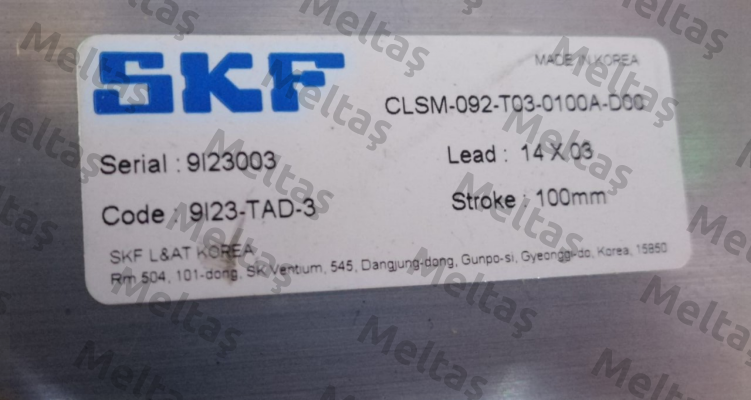 SKF
MADE IN KOREA
CLSM-092-T03-0100A-D00
Serial : 9I23003
Lead : 14 X 03
Code : 9I23-TAD-3
Stroke : 100mm
SKF L&AT KOREA
Rm 504, 101-dong, SK Ventium, 545, Dangjung-dong, Gunpo-si, Gyeonggi-do, Korea, 15850
Meltaş